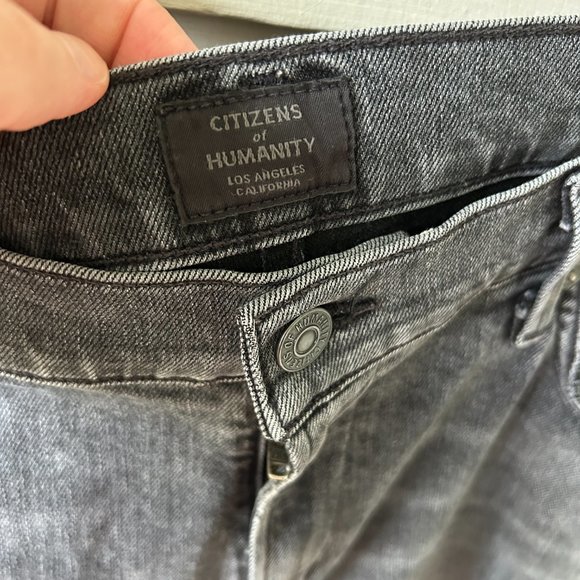 CITIZENS
of
HUMANITY
LOS ANGELES
CALIFORNIA